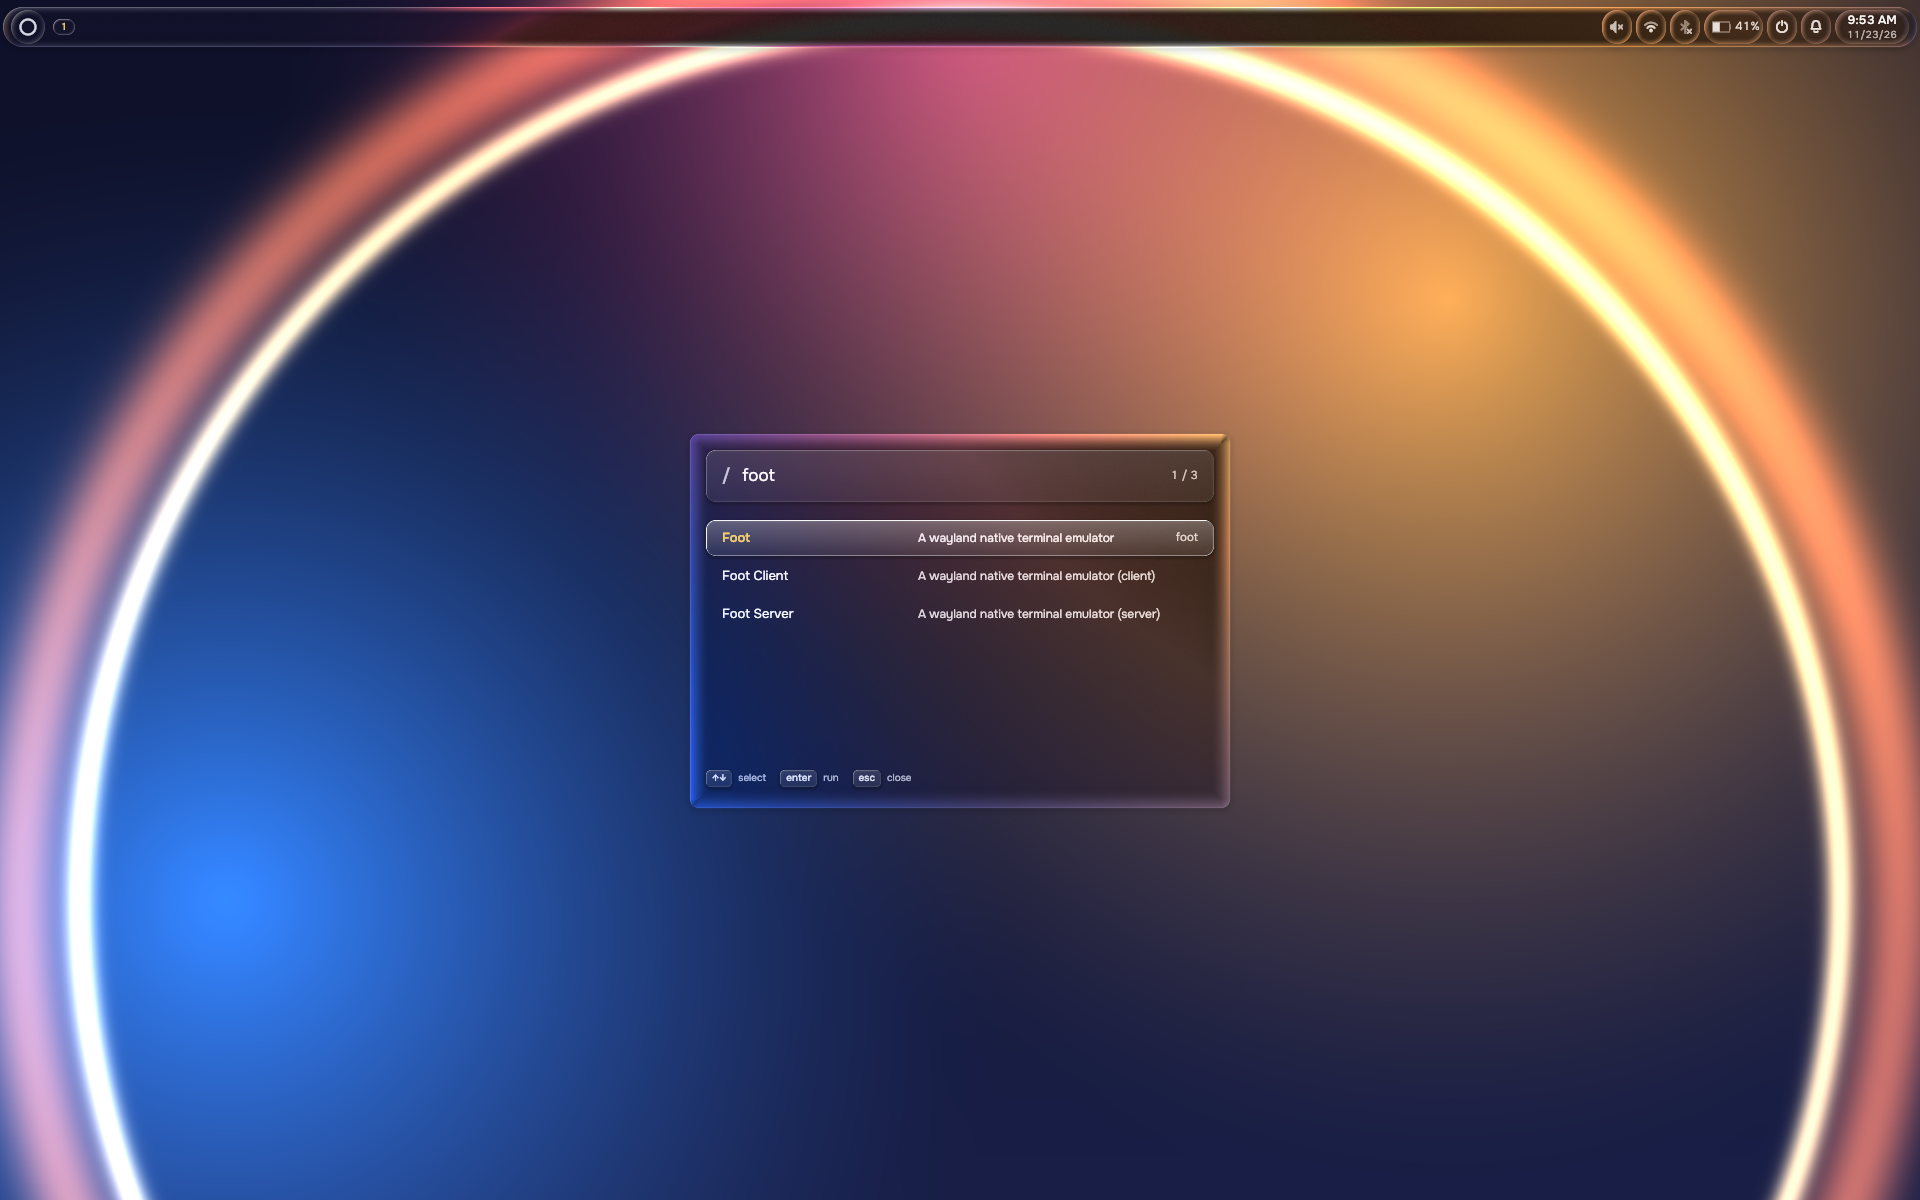 1
41%
9:53 AM
11/23/26
/ foot 1 / 3
Foot A wayland native terminal emulator foot
Foot Client A wayland native terminal emulator (client)
Foot Server A wayland native terminal emulator (server)
↑↓ select enter run esc close